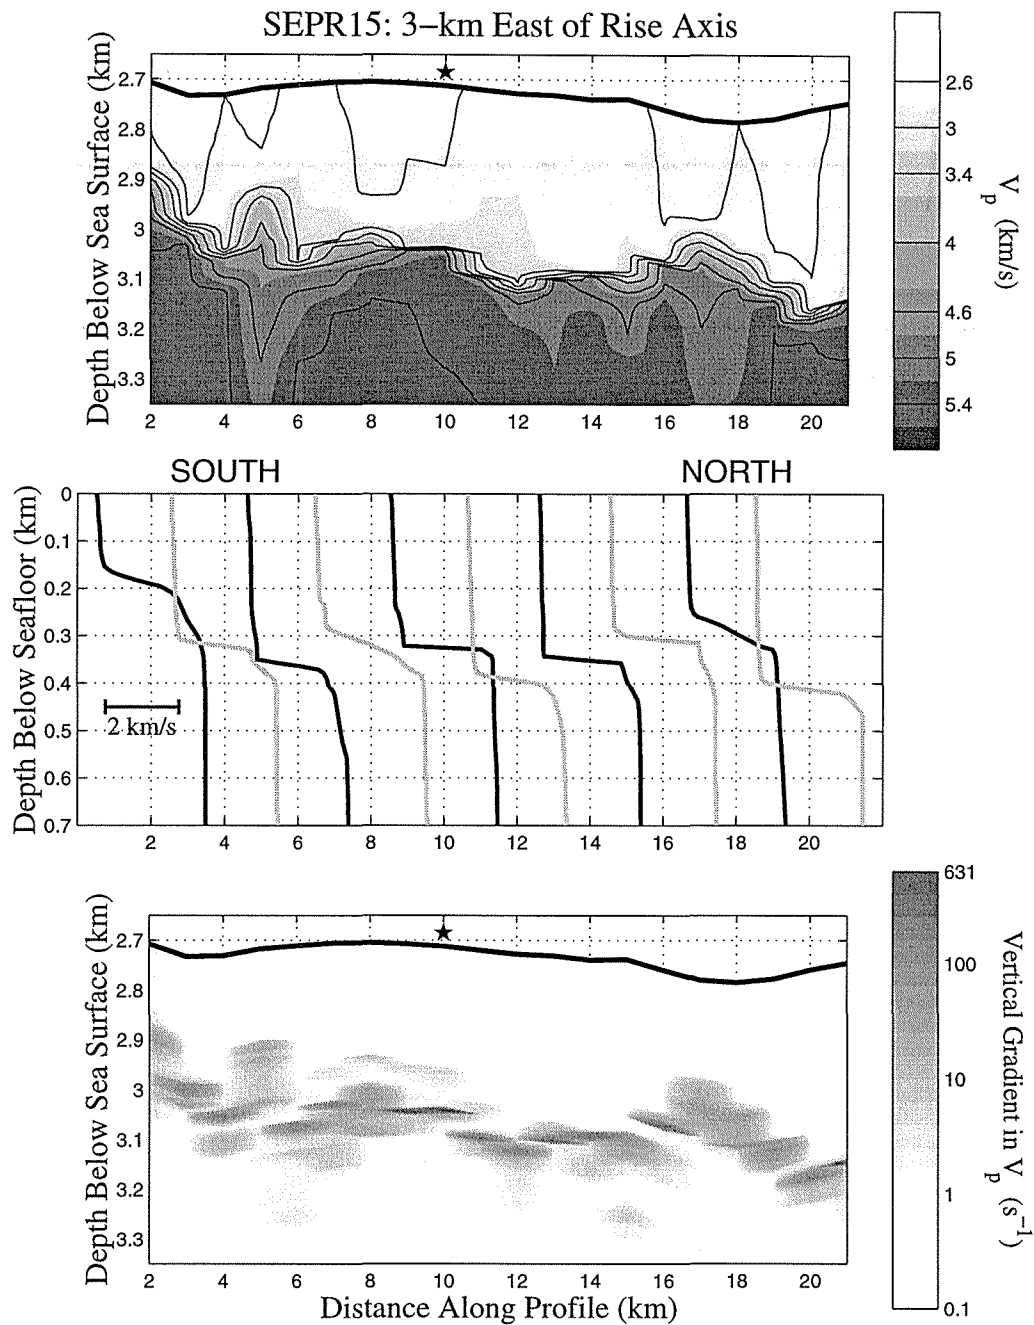 SEPR15: 3–km East of Rise Axis
Depth Below Sea Surface (km)
2.7
2.8
2.9
3
3.1
3.2
3.3
2 4 6 8 10 12 14 16 18 20
2.6
3
3.4
4
4.6
5
5.4
Vp (km/s)
SOUTH NORTH
Depth Below Seafloor (km)
0
0.1
0.2
0.3
0.4
0.5
0.6
0.7
2 km/s
2 4 6 8 10 12 14 16 18 20
Depth Below Sea Surface (km)
2.7
2.8
2.9
3
3.1
3.2
3.3
2 4 6 8 10 12 14 16 18 20
Distance Along Profile (km)
631
100
10
1
0.1
Vertical Gradient in Vp (s⁻¹)